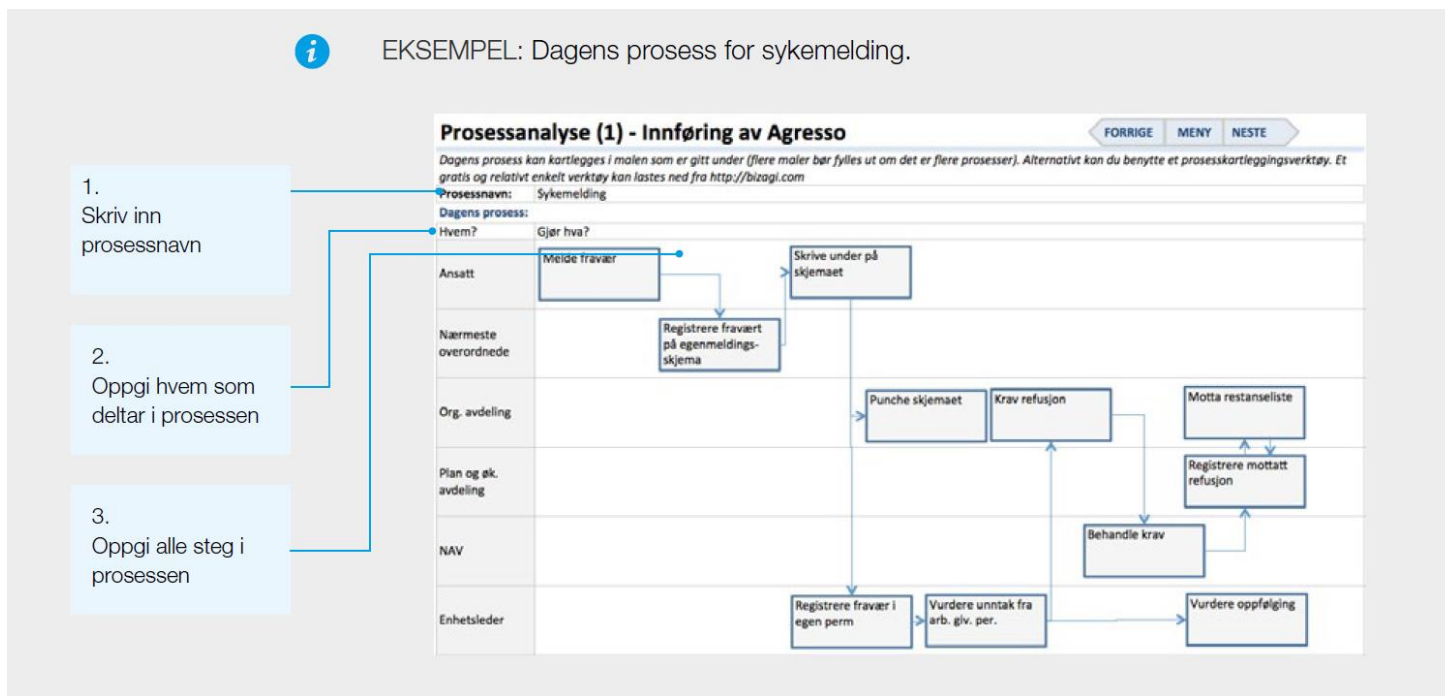 i
EKSEMPEL: Dagens prosess for sykemelding.
1.
Skriv inn
prosessnavn
2.
Oppgi hvem som
deltar i prosessen
3.
Oppgi alle steg i
prosessen
Prosessanalyse (1) - Innføring av Agresso
FORRIGE MENY NESTE
Dagens prosess kan kartlegges i malen som er gitt under (flere maler bør fylles ut om det er flere prosesser). Alternativt kan du benytte et prosesskartleggingsverktøy. Et
gratis og relativt enkelt verktøy kan lastes ned fra http://bizagi.com
Prosessnavn: Sykemelding
Dagens prosess:
Hvem? Gjør hva?
Ansatt
Melde fravær
Skrive under på
skjemaet
Nærmeste
overordnede
Registrere fravært
på egenmeldings-
skjema
Org. avdeling
Punche skjemaet
Krav refusjon
Motta restanseliste
Plan og øk.
avdeling
Registrere mottatt
refusjon
NAV
Behandle krav
Enhetsleder
Registrere fravær i
egen perm
Vurdere unntak fra
arb. giv. per.
Vurdere oppfølging